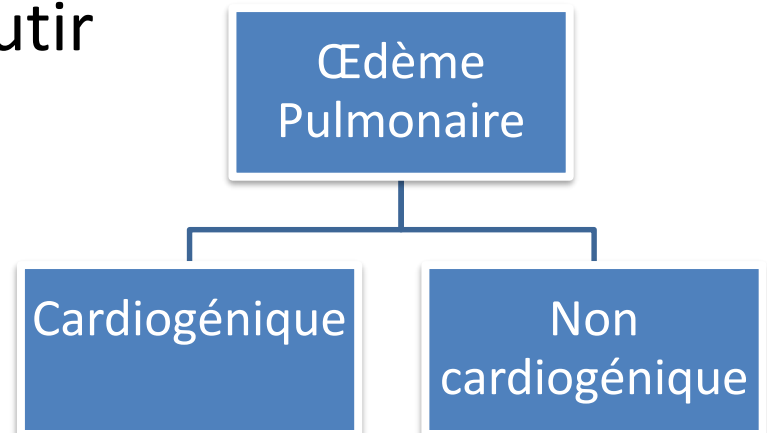 utir
Œdème
Pulmonaire
Cardiogénique
Non
cardiogénique